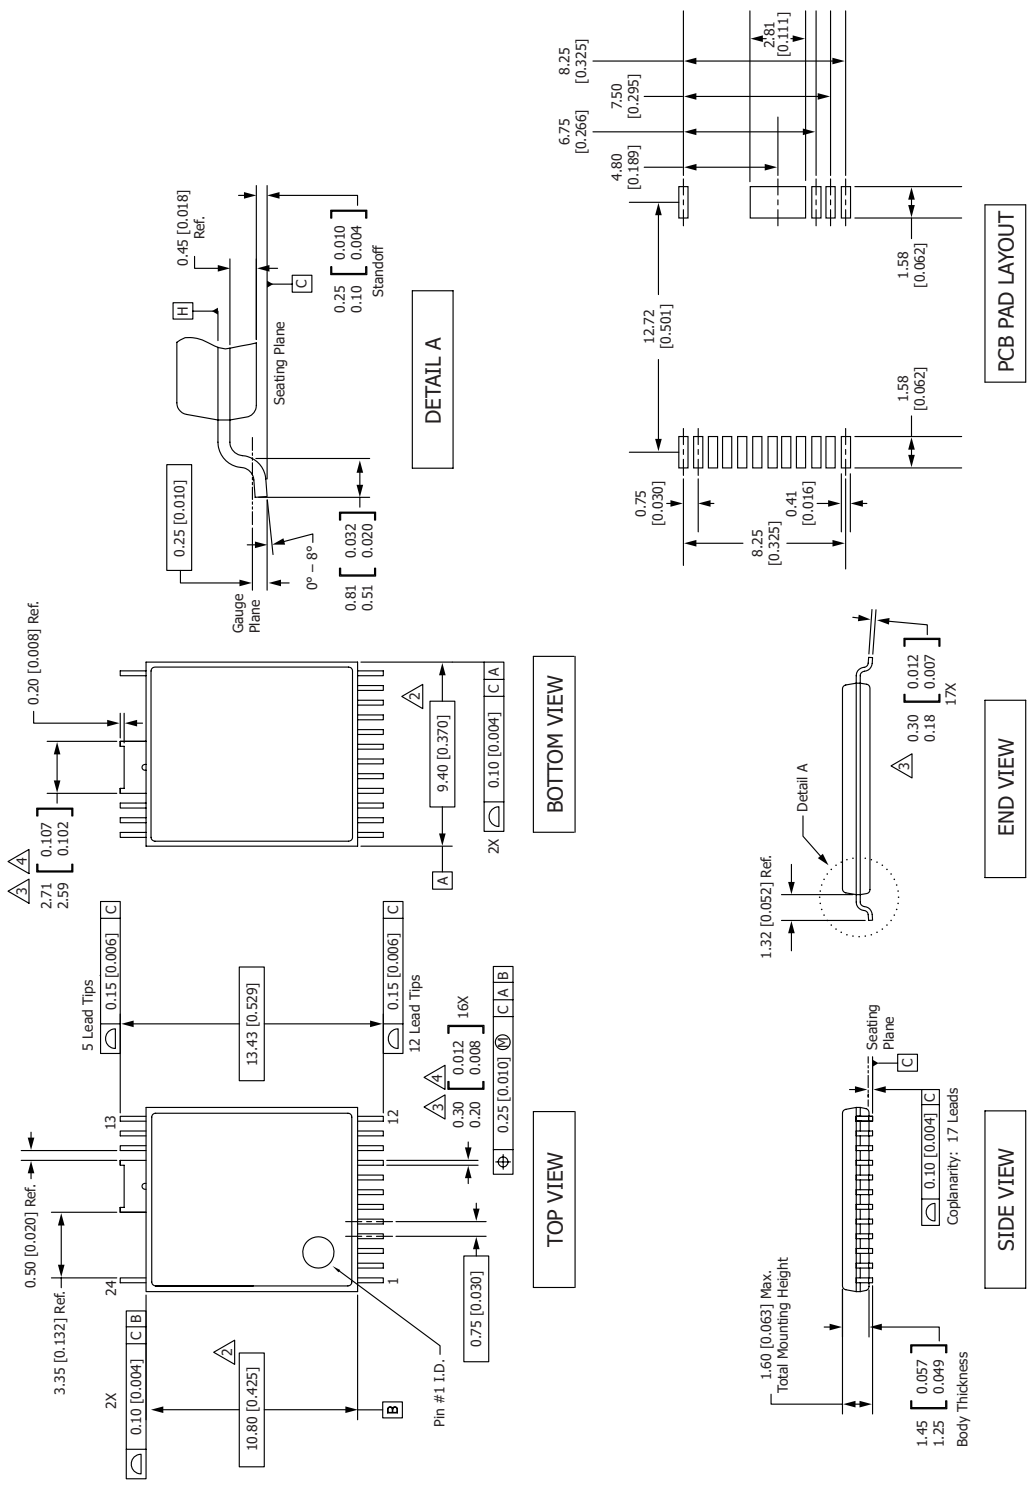 2X
0.10 [0.004] C B
3.35 [0.132] Ref.
0.50 [0.020] Ref.
24
13
5 Lead Tips
0.15 [0.006] C
10.80 [0.425]
2
B
Pin #1 I.D.
1
12
0.75 [0.030]
13.43 [0.529]
0.15 [0.006] C
12 Lead Tips
3
4
0.30 [0.012]
0.20 [0.008]
16X
0.25 [0.010] M C A B
TOP VIEW
3
4
2.71 [0.107]
2.59 [0.102]
0.20 [0.008] Ref.
A
9.40 [0.370]
2
2X
0.10 [0.004] C A
BOTTOM VIEW
Gauge
Plane
0.25 [0.010]
H
0.45 [0.018]
Ref.
0° – 8°
0.81 [0.032]
0.51 [0.020]
Seating Plane
C
0.25 [0.010]
0.10 [0.004]
Standoff
DETAIL A
1.60 [0.063] Max.
Total Mounting Height
1.45 [0.057]
1.25 [0.049]
Body Thickness
Seating
Plane
C
0.10 [0.004] C
Coplanarity: 17 Leads
SIDE VIEW
1.32 [0.052] Ref.
Detail A
3
0.30 [0.012]
0.18 [0.007]
17X
END VIEW
0.75
[0.030]
8.25
[0.325]
0.41
[0.016]
12.72
[0.501]
4.80
[0.189]
6.75
[0.266]
7.50
[0.295]
8.25
[0.325]
2.81
[0.111]
1.58
[0.062]
1.58
[0.062]
PCB PAD LAYOUT